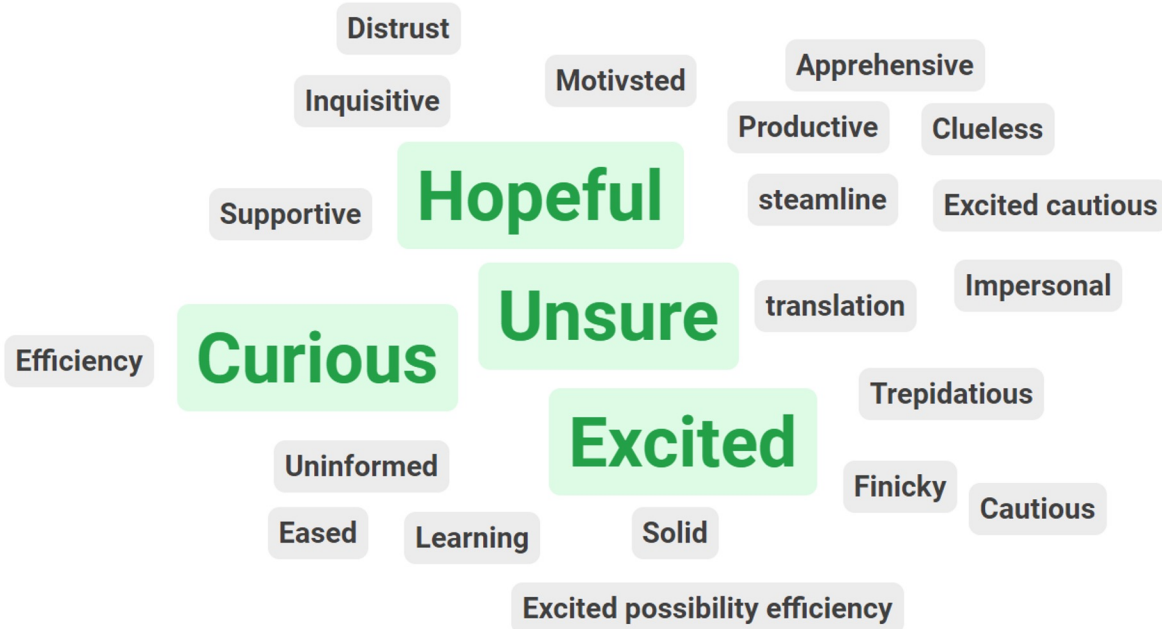 Distrust
Apprehensive
Motivsted
Inquisitive
Productive
Clueless
Hopeful
steamline
Excited cautious
Supportive
Impersonal
Unsure
translation
Curious
Efficiency
Trepidatious
Excited
Uninformed
Finicky
Cautious
Eased
Learning
Solid
Excited possibility efficiency